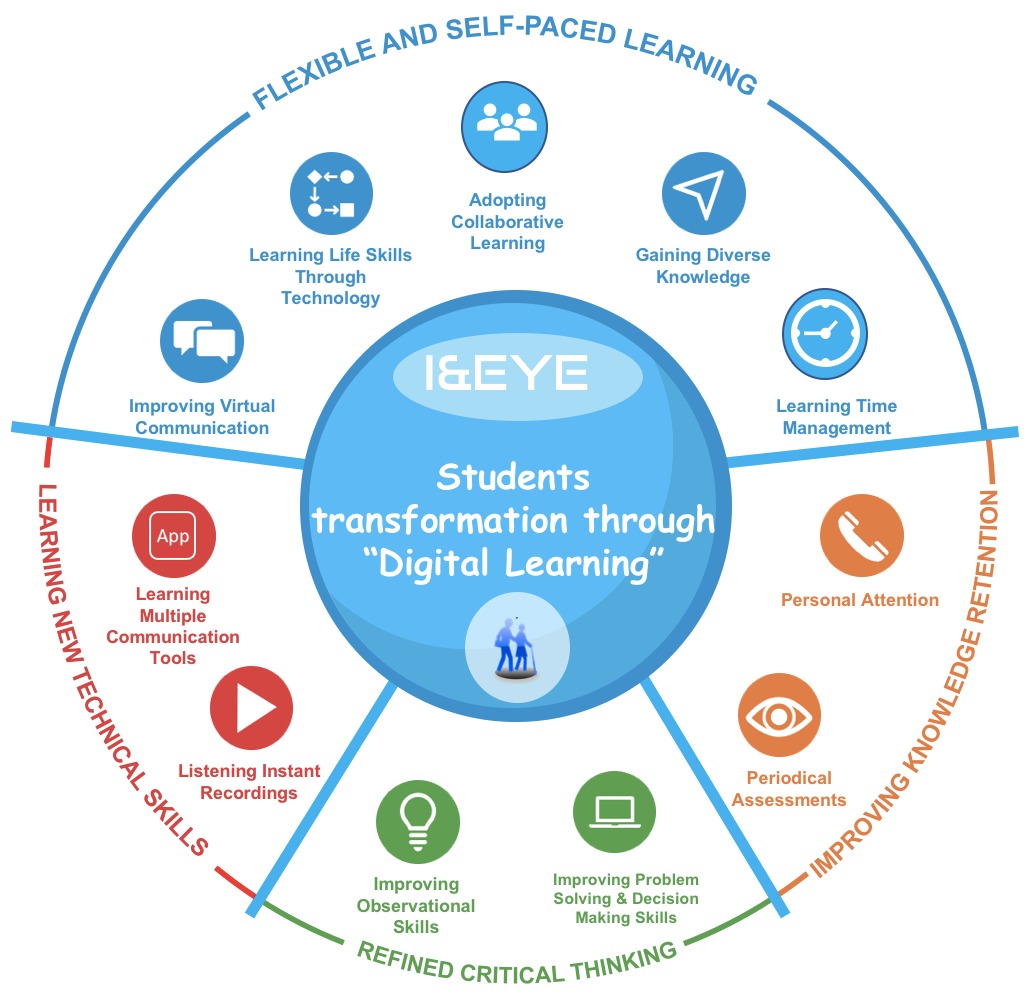 FLEXIBLE AND SELF-PACED LEARNING
Adopting
Collaborative
Learning
Learning Life Skills
Through
Technology
Gaining Diverse
Knowledge
Improving Virtual
Communication
Learning Time
Management
I&EYE
Students
transformation through
“Digital Learning”
LEARNING NEW TECHNICAL SKILLS
App
Learning
Multiple
Communication
Tools
Listening Instant
Recordings
IMPROVING KNOWLEDGE RETENTION
Personal Attention
Periodical
Assessments
Improving
Observational
Skills
Improving Problem
Solving & Decision
Making Skills
REFINED CRITICAL THINKING